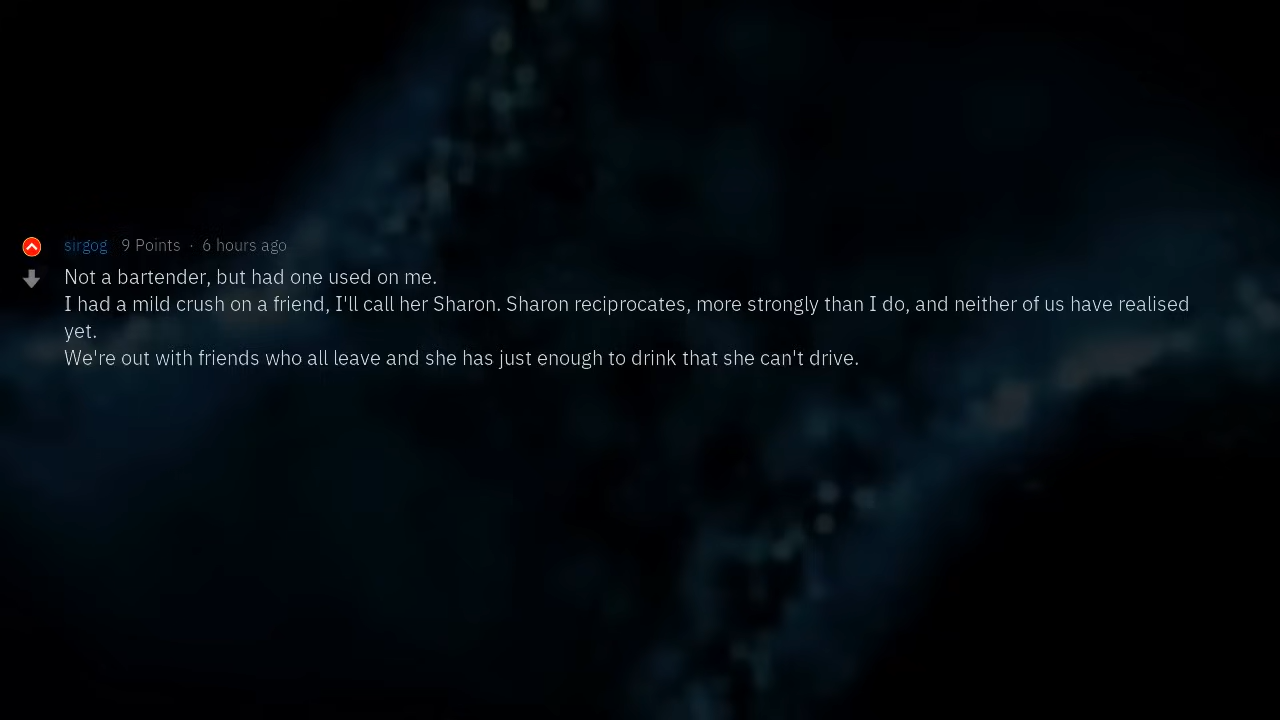 sirgog 9 Points · 6 hours ago
Not a bartender, but had one used on me.
I had a mild crush on a friend, I'll call her Sharon. Sharon reciprocates, more strongly than I do, and neither of us have realised
yet.
We're out with friends who all leave and she has just enough to drink that she can't drive.